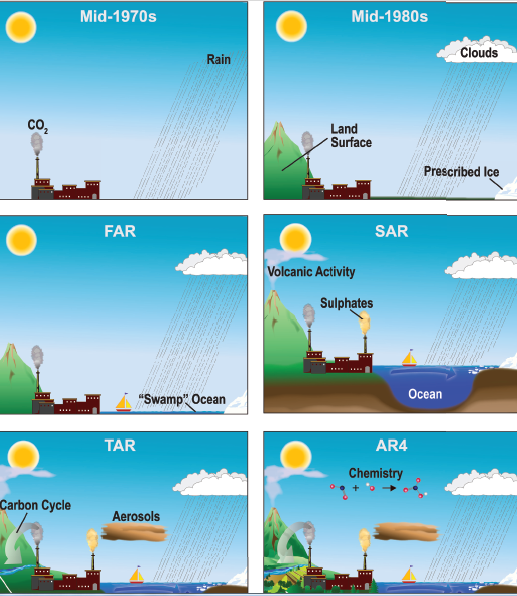 Mid-1970s
Rain
CO2
Mid-1980s
Clouds
Land
Surface
Prescribed Ice
FAR
"Swamp" Ocean
SAR
Volcanic Activity
Sulphates
Ocean
TAR
Carbon Cycle
Aerosols
AR4
Chemistry